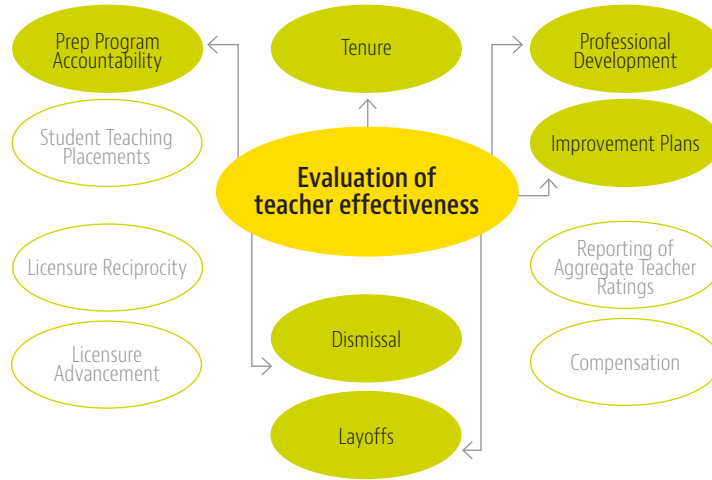 Prep Program
Accountability
Tenure
Professional
Development
Student Teaching
Placements
Improvement Plans
Evaluation of
teacher effectiveness
Licensure Reciprocity
Reporting of
Aggregate Teacher
Ratings
Dismissal
Licensure
Advancement
Compensation
Layoffs